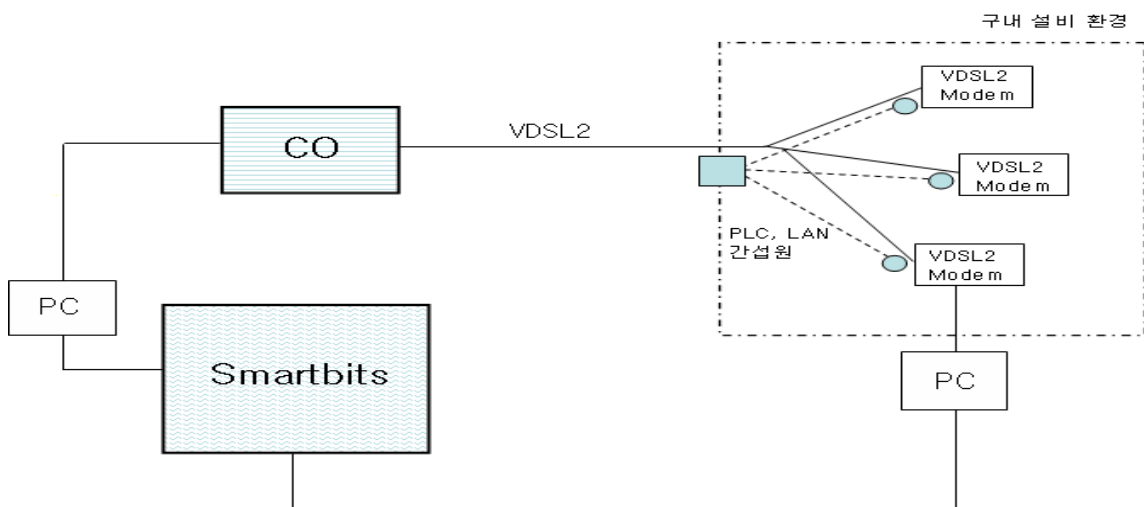 구내 설비 환경
VDSL2
Modem
CO
VDSL2
VDSL2
Modem
PLC, LAN
간섭원
VDSL2
Modem
PC
Smartbits
PC